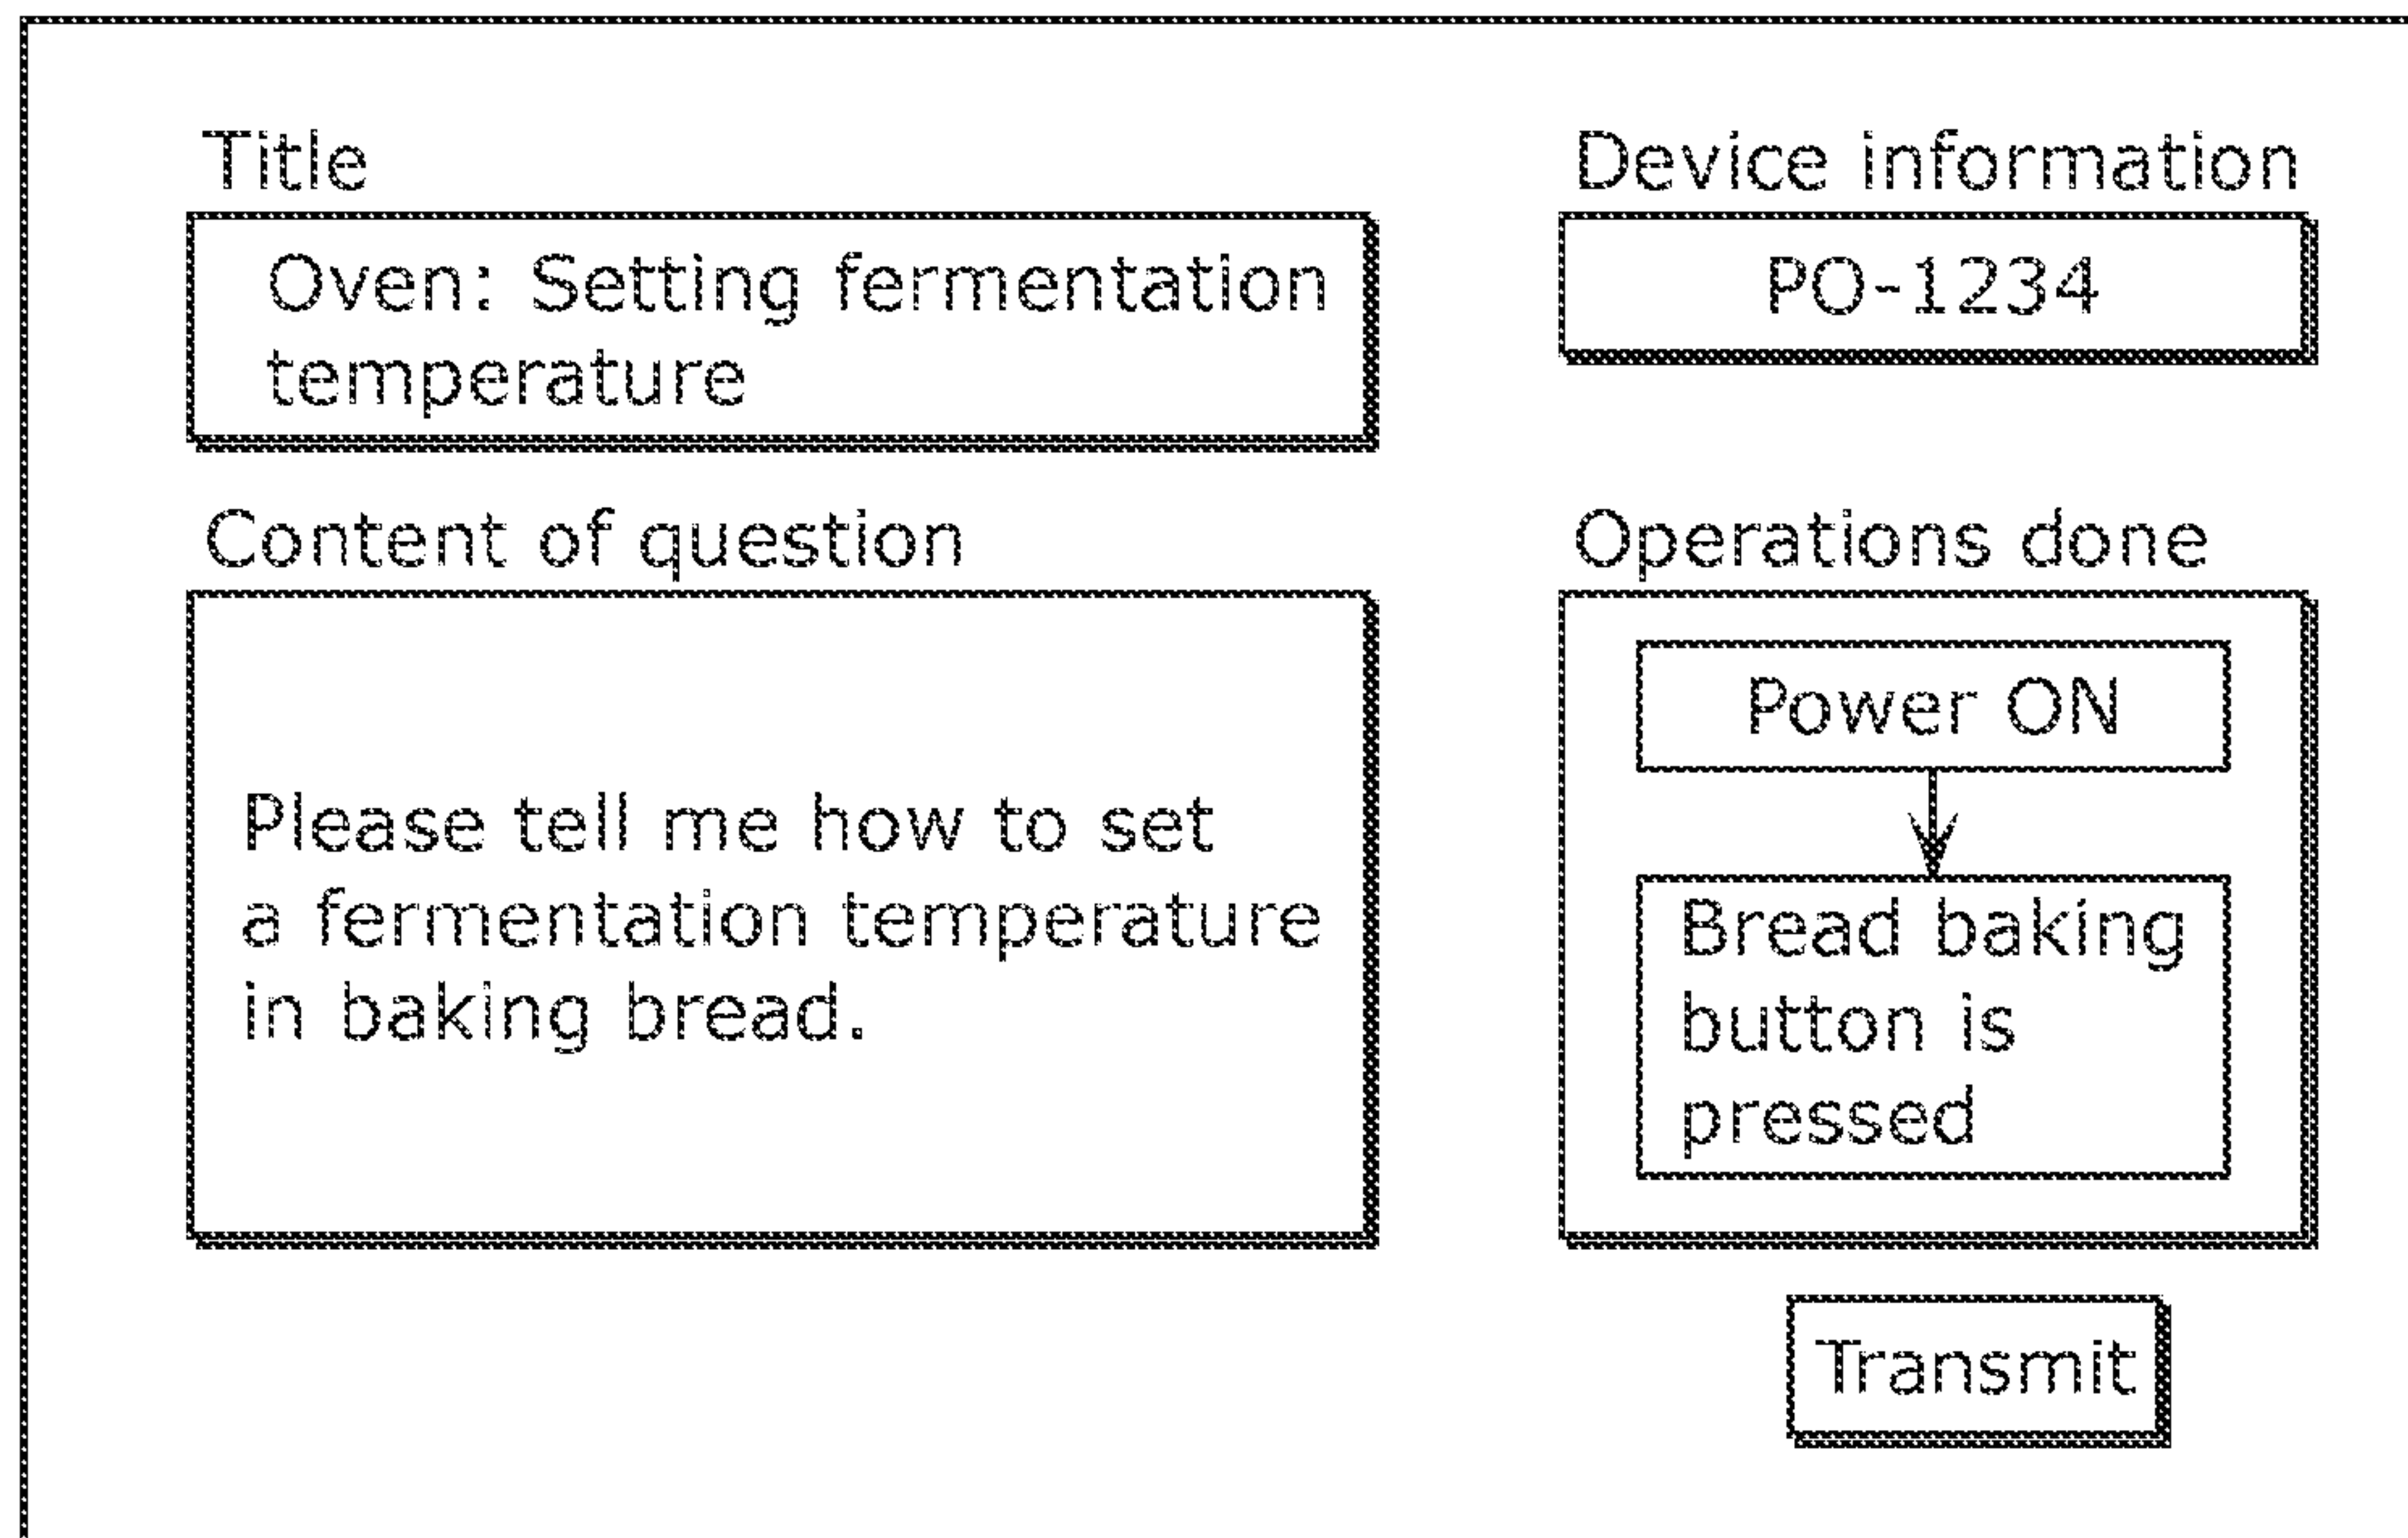 Title
Oven: Setting fermentation
temperature
Device information
PO-1234
Content of question
Please tell me how to set
a fermentation temperature
in baking bread.
Operations done
Power ON
Bread baking
button is
pressed
Transmit